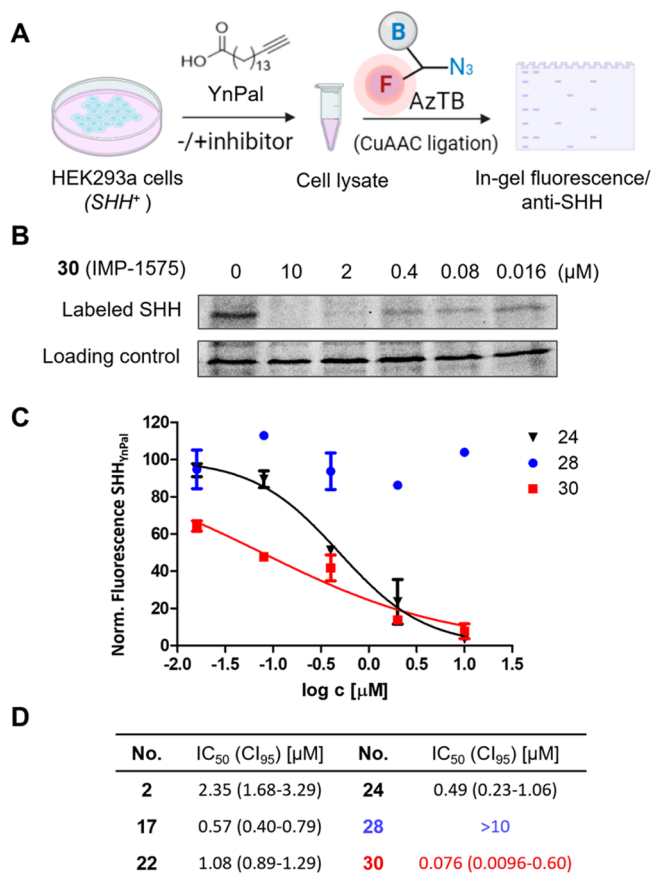 A
O
HO
13
B
F
N₃
YnPal
AzTB
-/+inhibitor
(CuAAC ligation)
HEK293a cells
(SHH⁺ )
Cell lysate
In-gel fluorescence/
anti-SHH
B
30 (IMP-1575) 0 10 2 0.4 0.08 0.016 (µM)
Labeled SHH
Loading control
C
Norm. Fluorescence SHH_YnPal
120
100
80
60
40
20
0
-2.0 -1.5 -1.0 -0.5 0.0 0.5 1.0 1.5
log c [µM]
24
28
30
D
No. IC₅₀ (CI₉₅) [µM] No. IC₅₀ (CI₉₅) [µM]
2 2.35 (1.68-3.29) 24 0.49 (0.23-1.06)
17 0.57 (0.40-0.79) 28 >10
22 1.08 (0.89-1.29) 30 0.076 (0.0096-0.60)